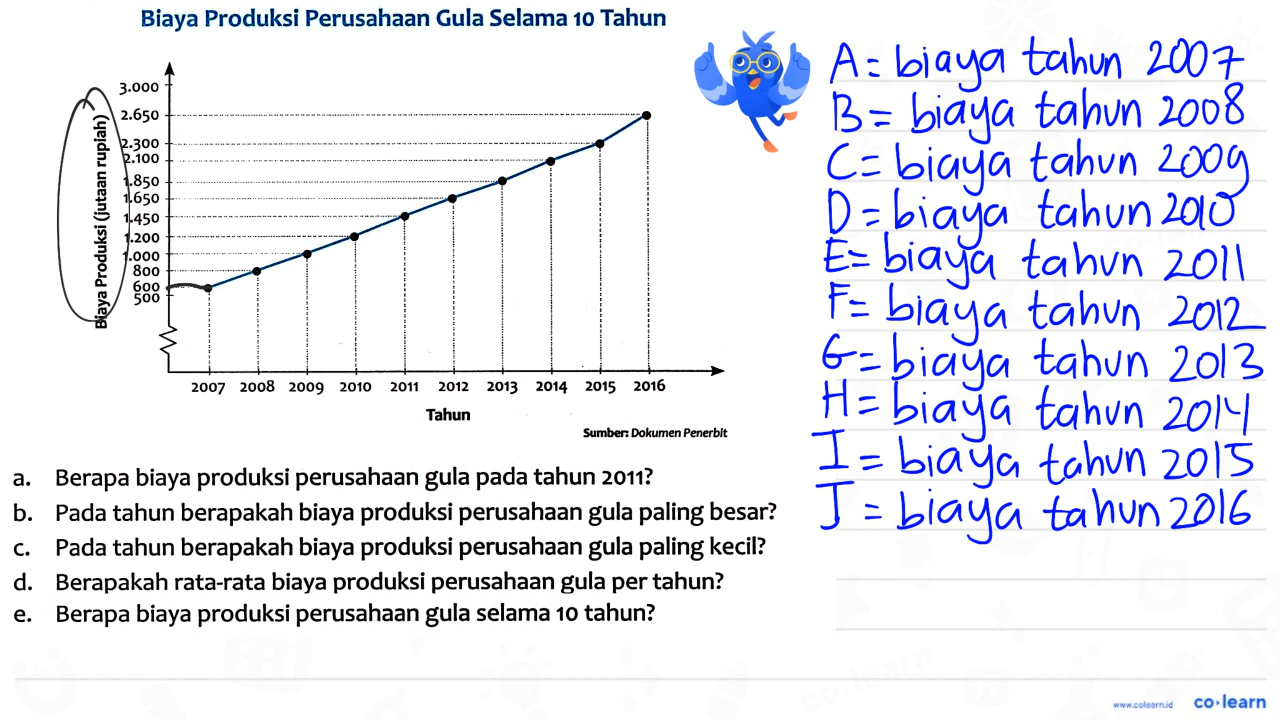 Biaya Produksi Perusahaan Gula Selama 10 Tahun
Biaya Produksi (jutaan rupiah)
3.000
2.650
2.300
2.100
1.850
1.650
1.450
1.200
1.000
800
600
500
2007 2008 2009 2010 2011 2012 2013 2014 2015 2016
Tahun
Sumber: Dokumen Penerbit
a. Berapa biaya produksi perusahaan gula pada tahun 2011?
b. Pada tahun berapakah biaya produksi perusahaan gula paling besar?
c. Pada tahun berapakah biaya produksi perusahaan gula paling kecil?
d. Berapakah rata-rata biaya produksi perusahaan gula per tahun?
e. Berapa biaya produksi perusahaan gula selama 10 tahun?
A = biaya tahun 2007
B = biaya tahun 2008
C = biaya tahun 2009
D = biaya tahun 2010
E = biaya tahun 2011
F = biaya tahun 2012
G = biaya tahun 2013
H = biaya tahun 2014
I = biaya tahun 2015
J = biaya tahun 2016
www.colearn.id
co·learn